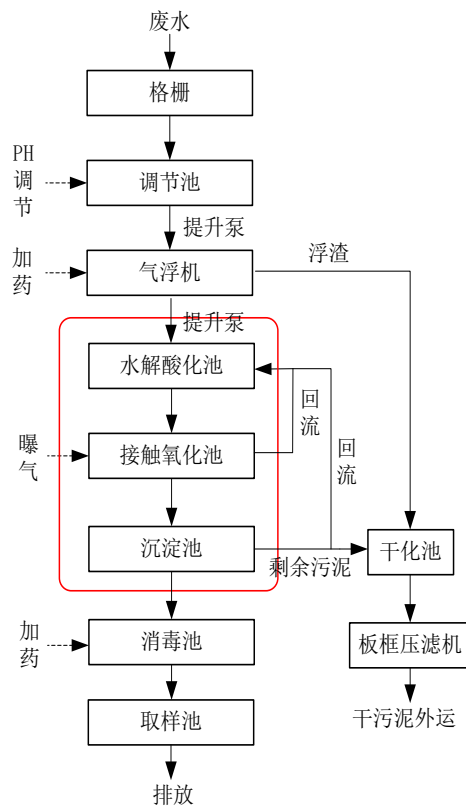 废水
格栅
PH
调
节
调节池
提升泵
加
药
气浮机
浮渣
提升泵
水解酸化池
回
流
曝
气
接触氧化池
回
流
沉淀池
剩余污泥
干化池
加
药
消毒池
板框压滤机
取样池
干污泥外运
排放